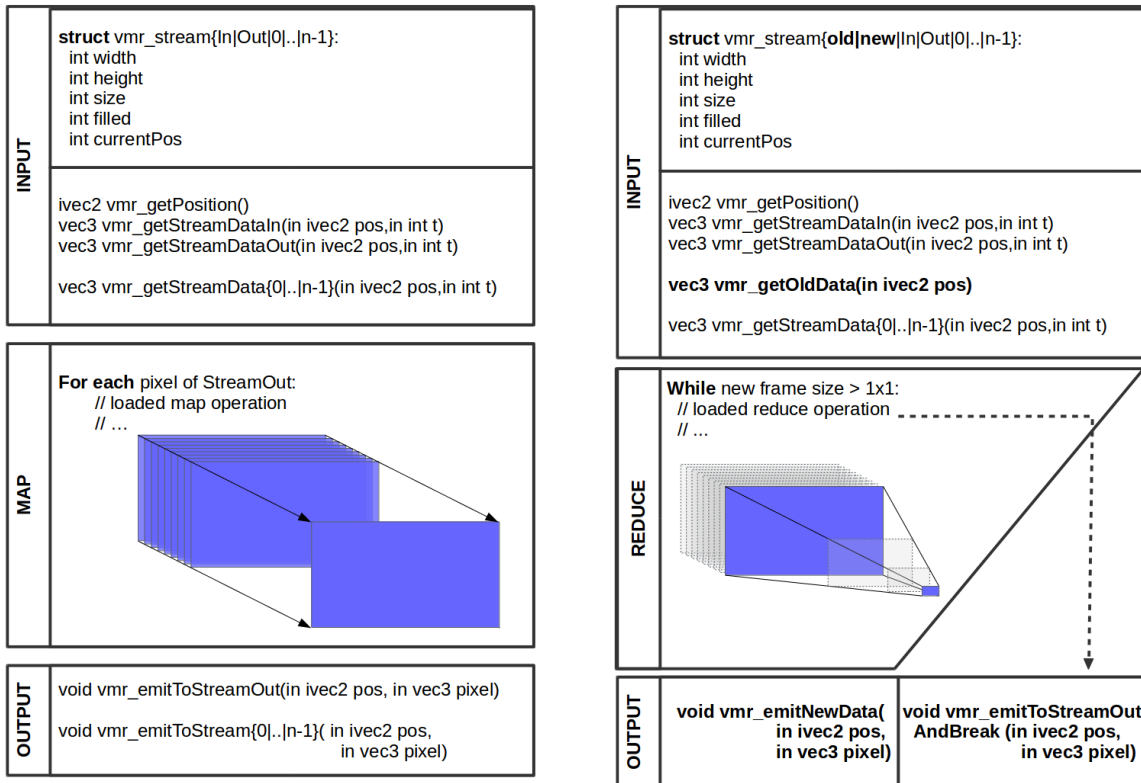 INPUT
struct vmr_stream{In|Out|0|..|n-1}:
int width
int height
int size
int filled
int currentPos
ivec2 vmr_getPosition()
vec3 vmr_getStreamDataIn(in ivec2 pos,in int t)
vec3 vmr_getStreamDataOut(in ivec2 pos,in int t)
vec3 vmr_getStreamData{0|..|n-1}(in ivec2 pos,in int t)
MAP
For each pixel of StreamOut:
// loaded map operation
// ...
OUTPUT
void vmr_emitToStreamOut(in ivec2 pos, in vec3 pixel)
void vmr_emitToStream{0|..|n-1}( in ivec2 pos,
in vec3 pixel)
INPUT
struct vmr_stream{old|new|In|Out|0|..|n-1}:
int width
int height
int size
int filled
int currentPos
ivec2 vmr_getPosition()
vec3 vmr_getStreamDataIn(in ivec2 pos,in int t)
vec3 vmr_getStreamDataOut(in ivec2 pos,in int t)
vec3 vmr_getOldData(in ivec2 pos)
vec3 vmr_getStreamData{0|..|n-1}(in ivec2 pos,in int t)
REDUCE
While new frame size > 1x1:
// loaded reduce operation
// ...
OUTPUT
void vmr_emitNewData(
in ivec2 pos,
in vec3 pixel)
void vmr_emitToStreamOut
AndBreak (in ivec2 pos,
in vec3 pixel)